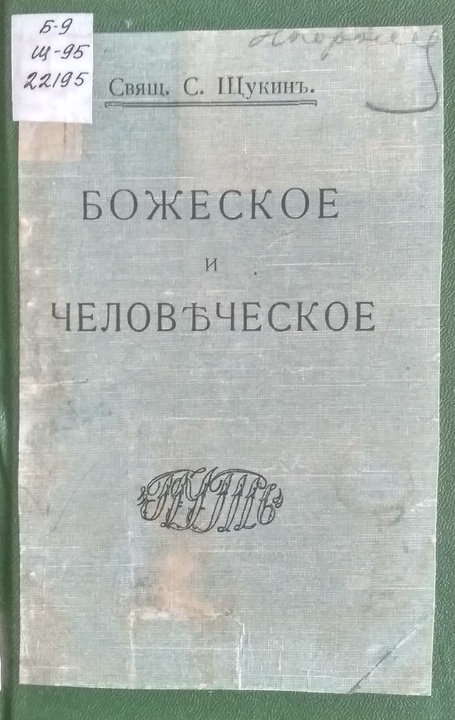 Б-9
Щ-95
22195
Свящ. С. Щукинъ.
БОЖЕСКОЕ
И
ЧЕЛОВѢЧЕСКОЕ
ПУТЬ